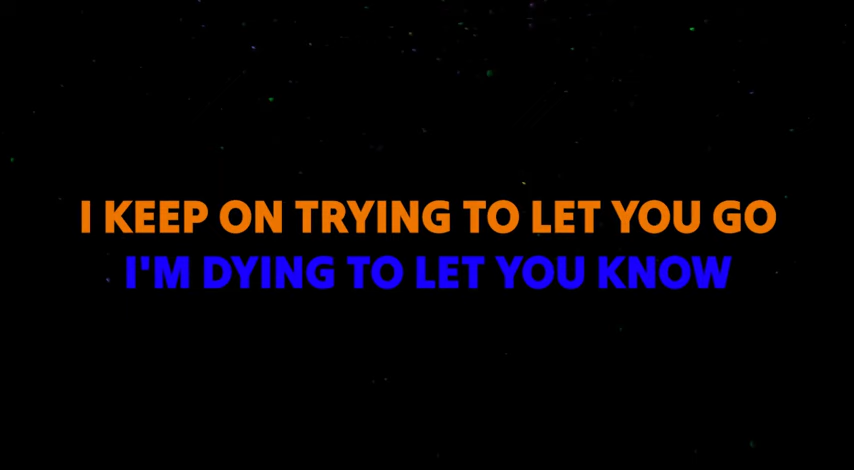 I KEEP ON TRYING TO LET YOU GO
I'M DYING TO LET YOU KNOW